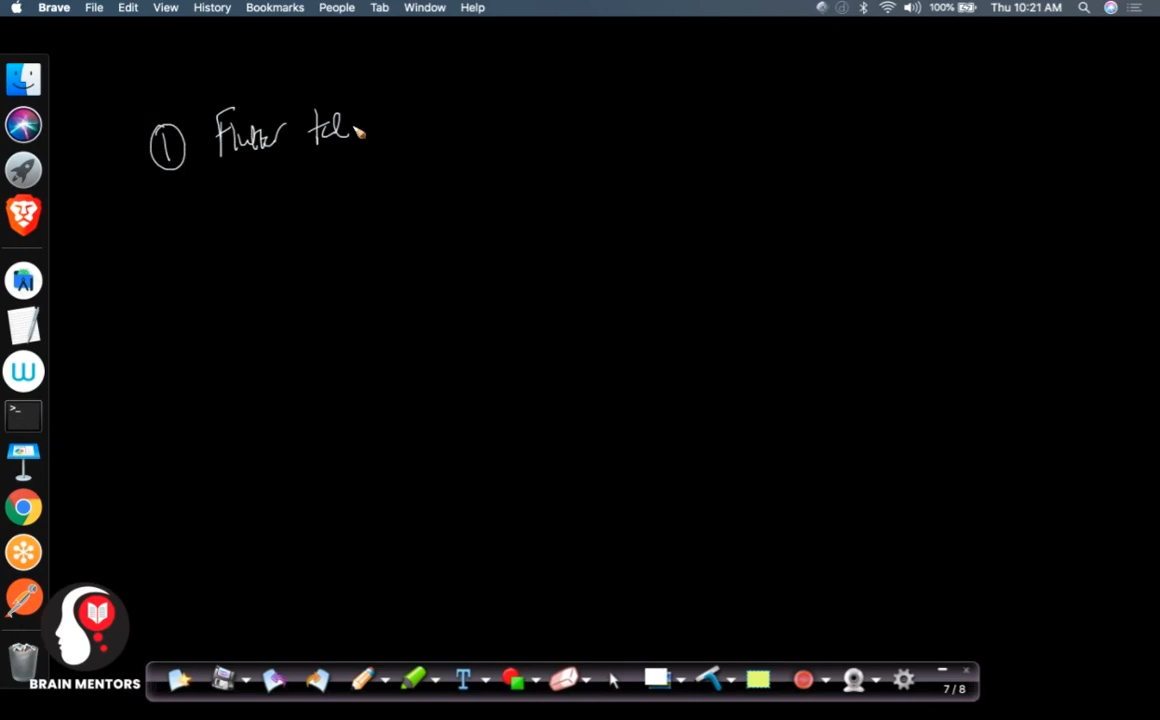 Brave File Edit View History Bookmarks People Tab Window Help 100% Thu 10:21 AM
① Flutter
BRAIN MENTORS
7/8